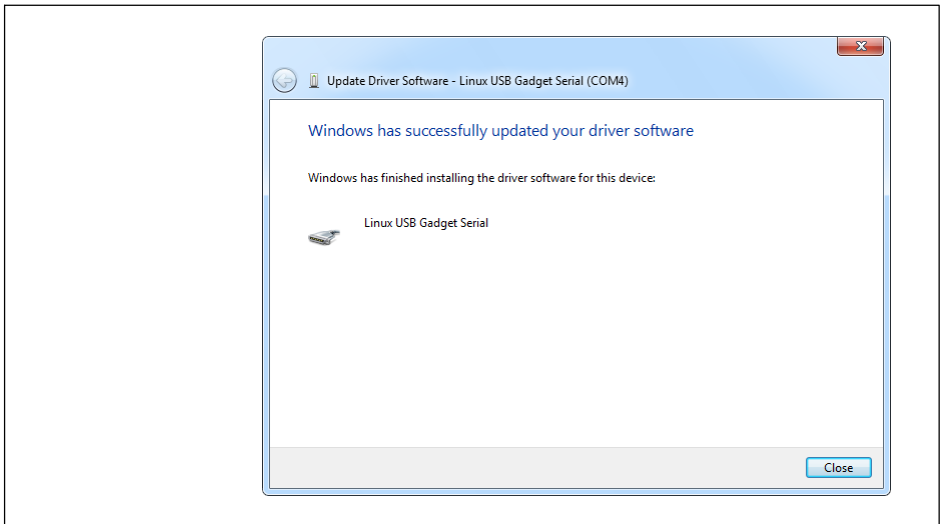 Update Driver Software - Linux USB Gadget Serial (COM4)
Windows has successfully updated your driver software
Windows has finished installing the driver software for this device:
Linux USB Gadget Serial
Close